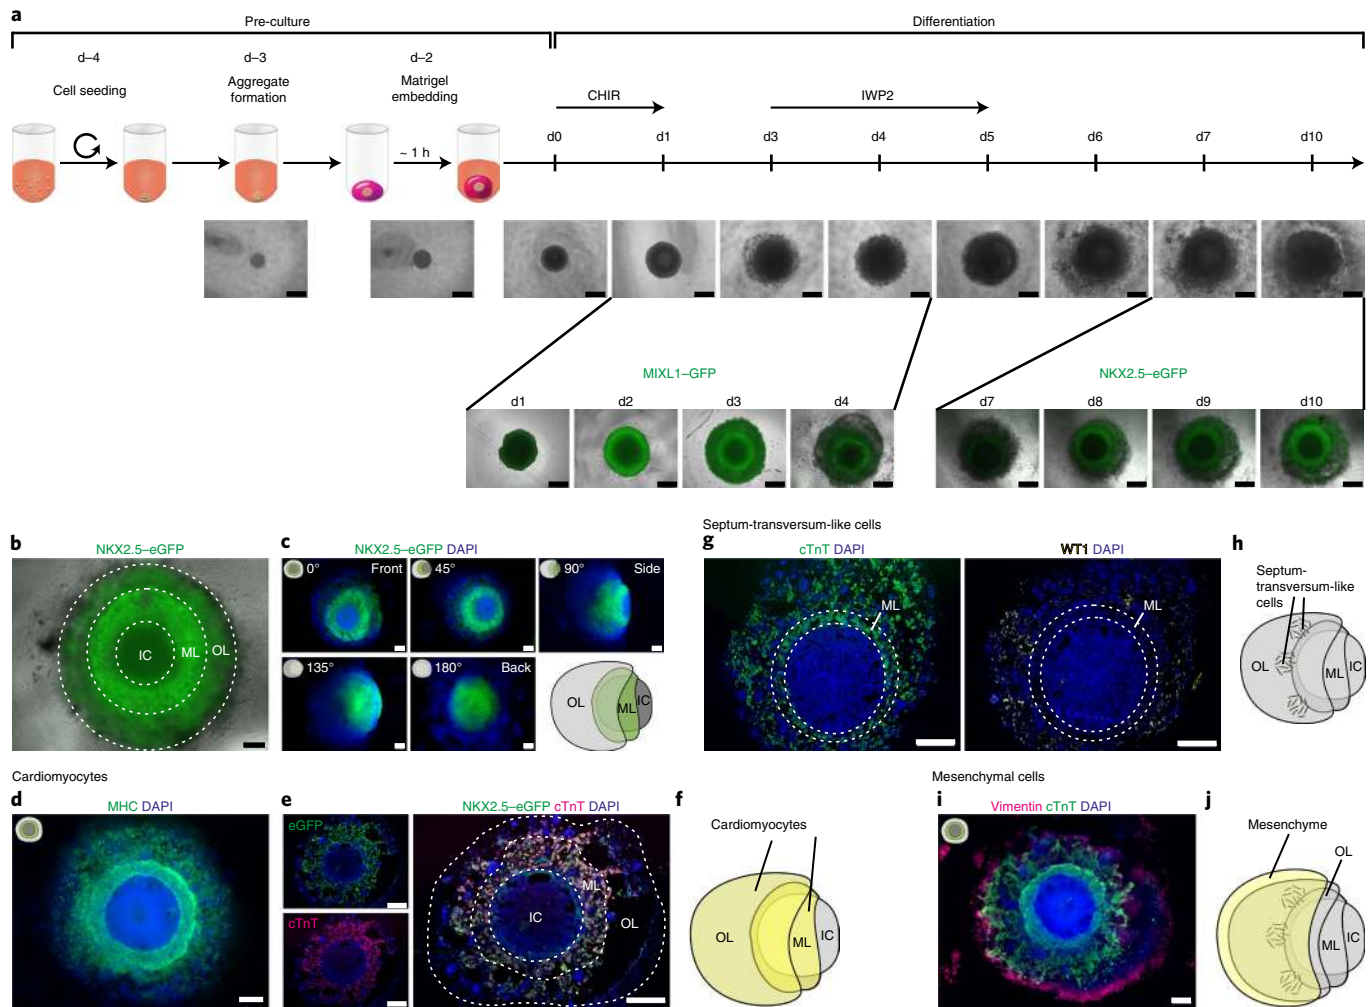 a
Pre-culture
Differentiation
d–4
Cell seeding
d–3
Aggregate
formation
d–2
Matrigel
embedding
~ 1 h
CHIR
IWP2
d0
d1
d3
d4
d5
d6
d7
d10
MIXL1–GFP
d1
d2
d3
d4
NKX2.5–eGFP
d7
d8
d9
d10
b
NKX2.5–eGFP
IC
ML
OL
c
NKX2.5–eGFP DAPI
0°
Front
45°
90°
Side
135°
180°
Back
OL
ML
IC
Septum-transversum-like cells
g
cTnT DAPI
ML
WT1 DAPI
ML
h
Septum-
transversum-like
cells
OL
ML
IC
Cardiomyocytes
d
MHC DAPI
e
eGFP
cTnT
NKX2.5–eGFP cTnT DAPI
ML
IC
OL
f
Cardiomyocytes
OL
ML
IC
Mesenchymal cells
i
Vimentin cTnT DAPI
j
Mesenchyme
OL
ML
IC